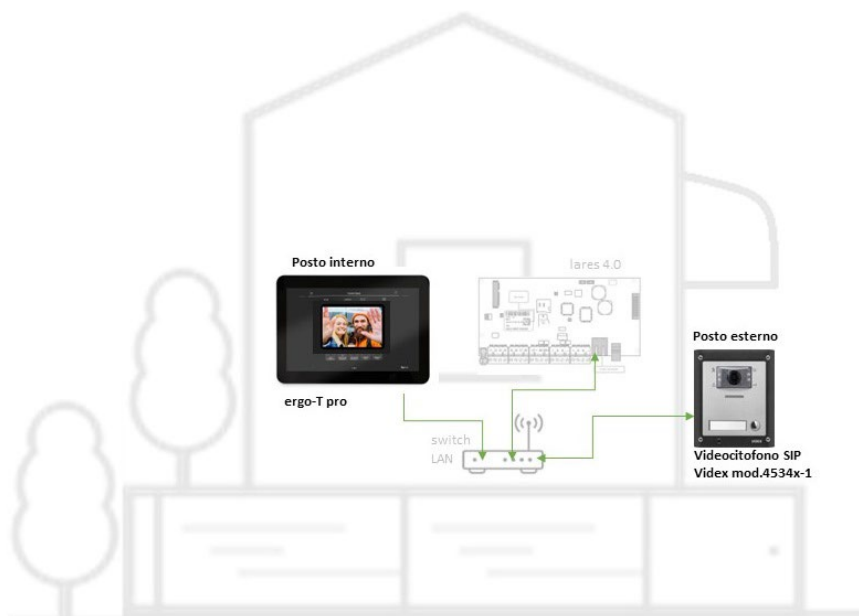 Posto interno
lares 4.0
Posto esterno
ergo-T pro
switch
LAN
Videocitofono SIP
Videx mod.4534x-1